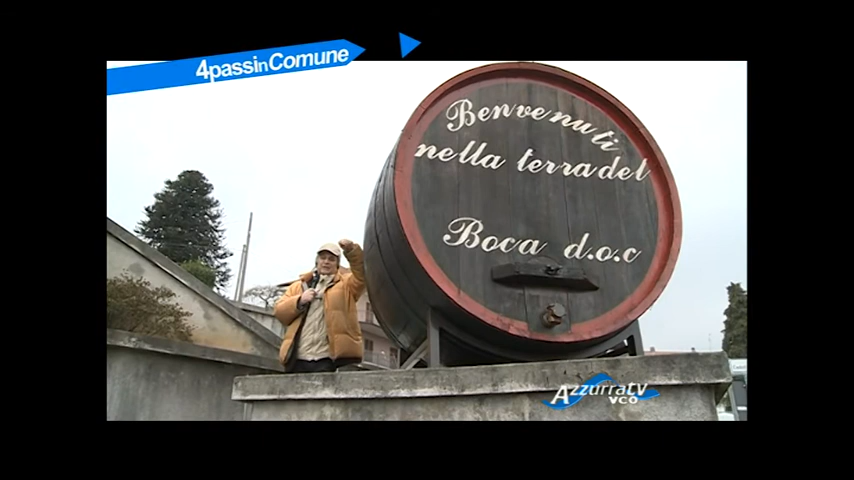 4passinComune
Benvenuti
nella terra del
Boca d.o.c
Azzurratv
VCO